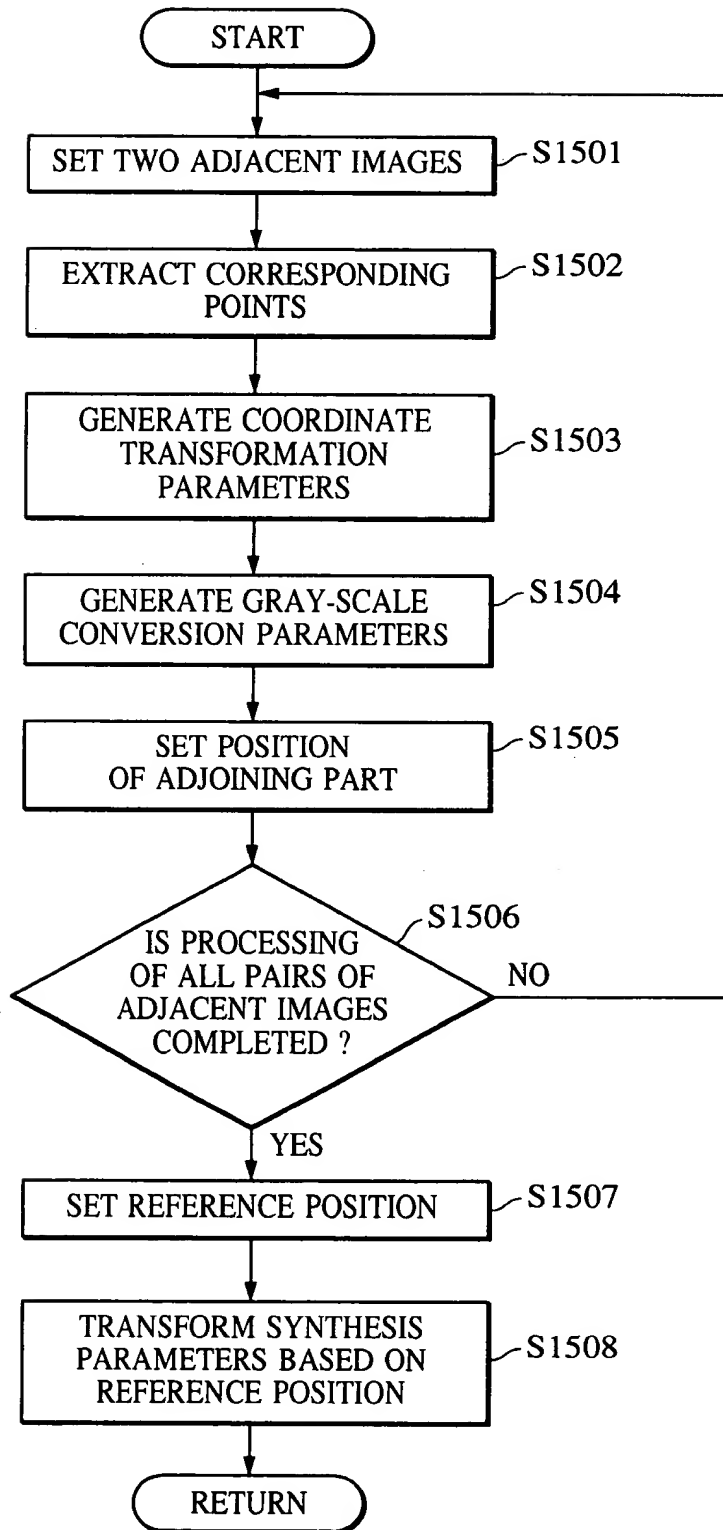 START
SET TWO ADJACENT IMAGES
S1501
EXTRACT CORRESPONDING
POINTS
S1502
GENERATE COORDINATE
TRANSFORMATION
PARAMETERS
S1503
GENERATE GRAY-SCALE
CONVERSION PARAMETERS
S1504
SET POSITION
OF ADJOINING PART
S1505
IS PROCESSING
OF ALL PAIRS OF
ADJACENT IMAGES
COMPLETED ?
S1506
NO
YES
SET REFERENCE POSITION
S1507
TRANSFORM SYNTHESIS
PARAMETERS BASED ON
REFERENCE POSITION
S1508
RETURN